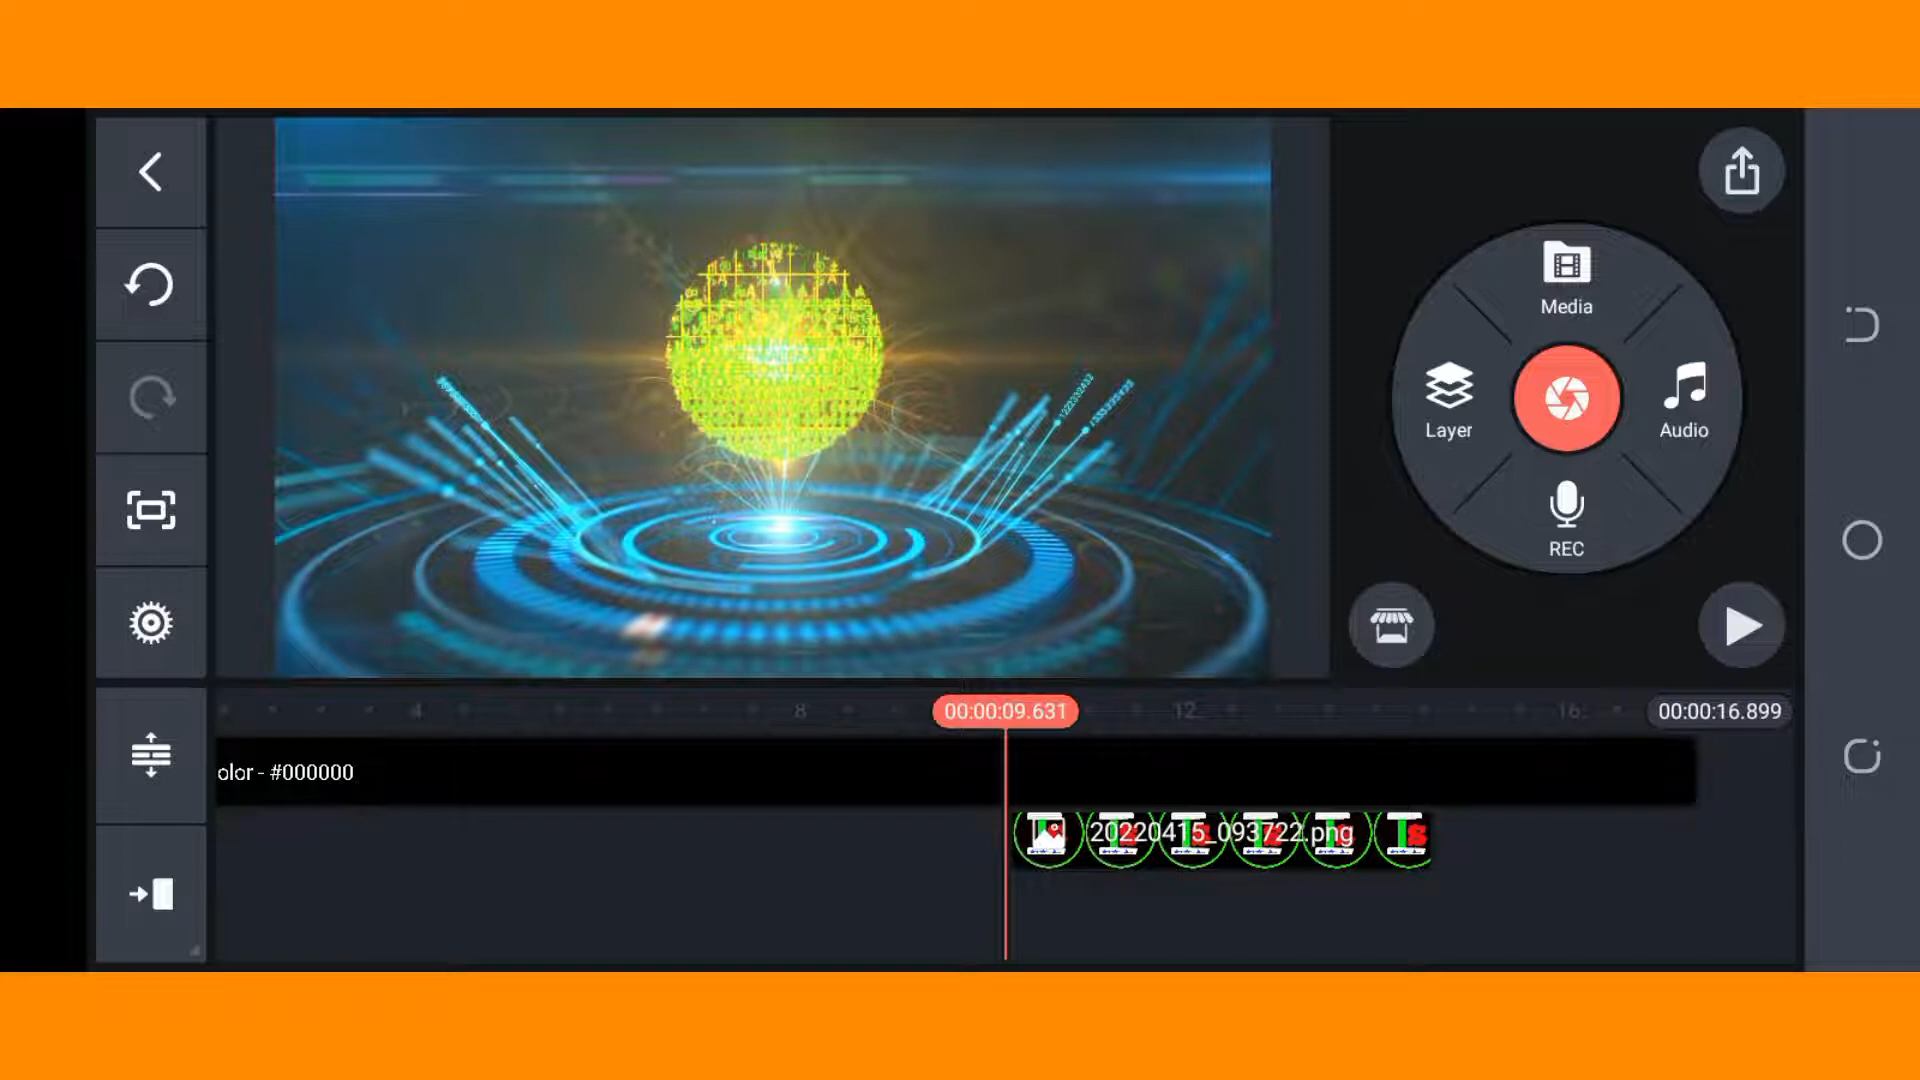 Media
Layer
Audio
REC
4
8
00:00:09.631
12
16
00:00:16.899
olor - #000000
20220415_093722.png